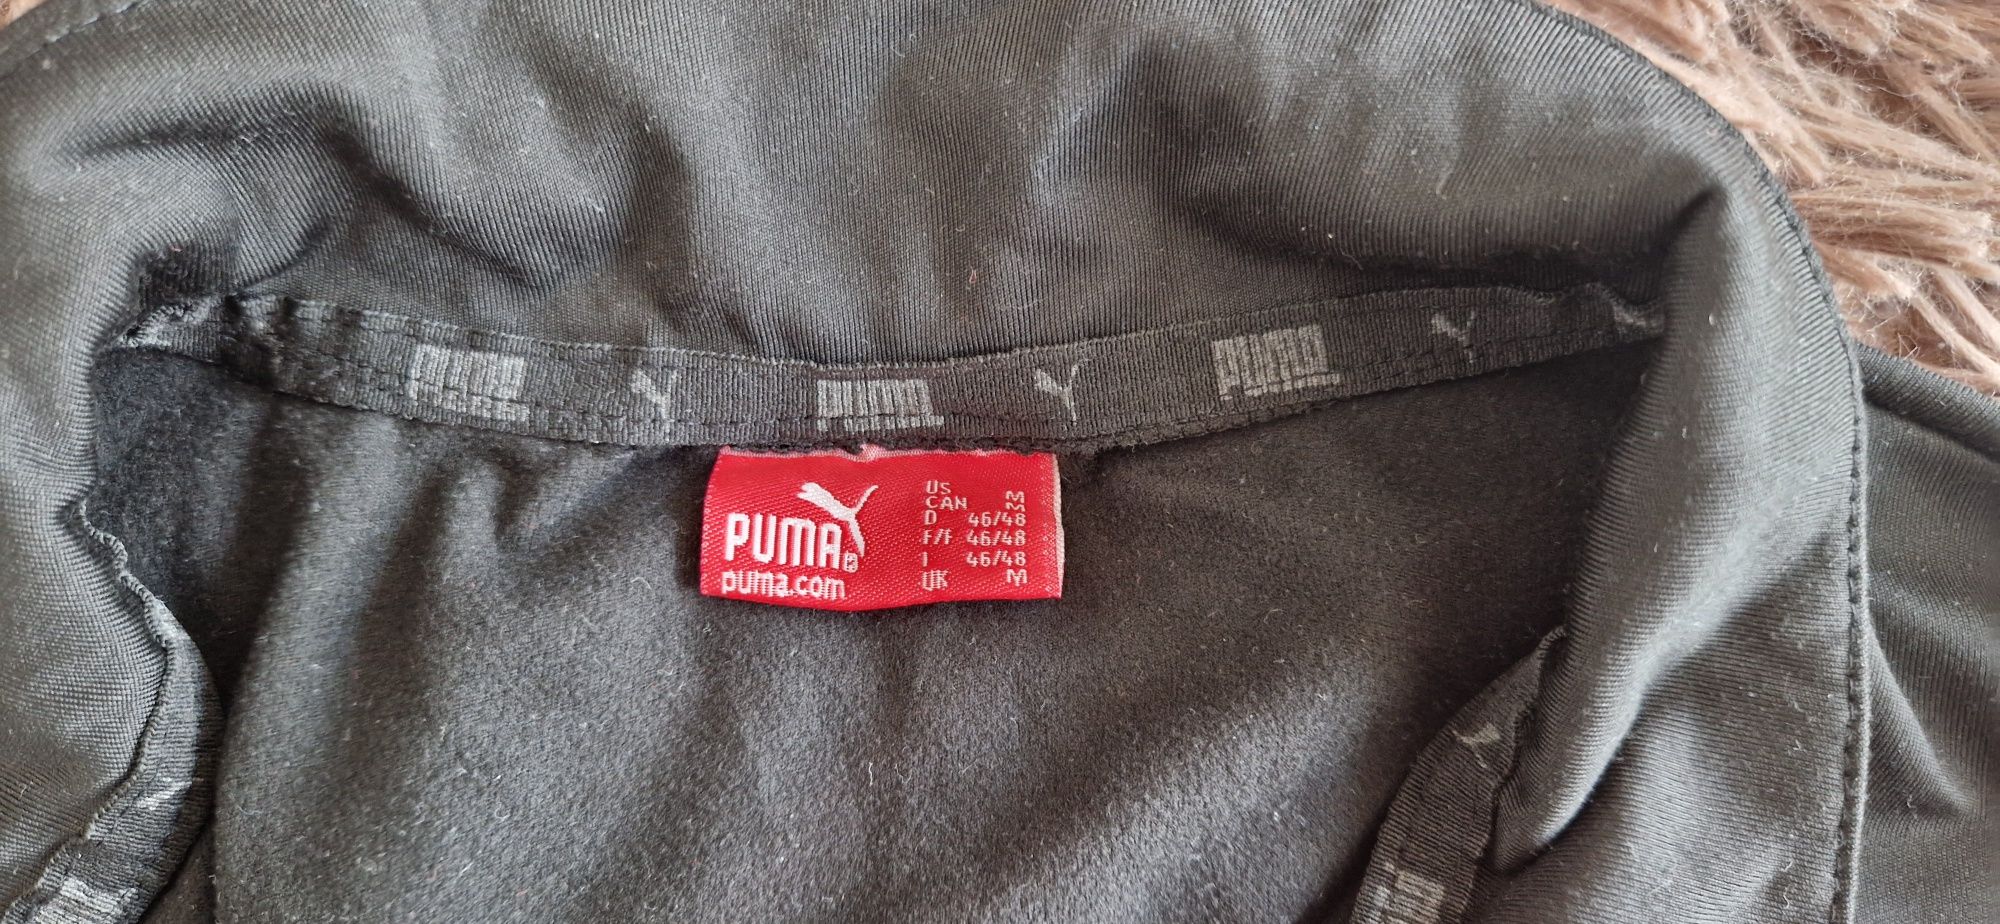 PUMA PUMA PUMA
PUMA
puma.com
US M
CAN M
D 46/48
F/F 46/48
I 46/48
UK M